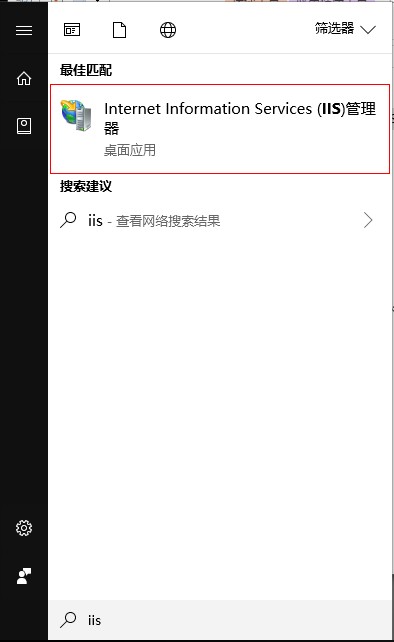 筛选器
最佳匹配
Internet Information Services (IIS)管理
器
桌面应用
搜索建议
iis - 查看网络搜索结果
iis